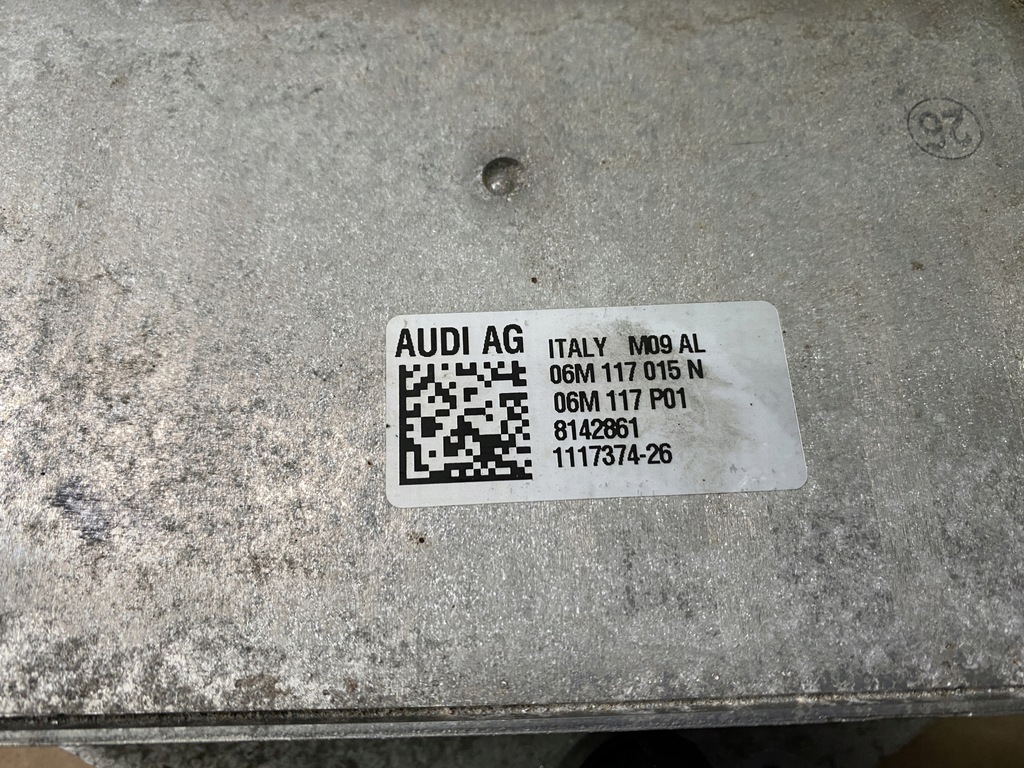 26
AUDI AG
ITALY M09 AL
06M 117 015 N
06M 117 P01
8142861
1117374-26